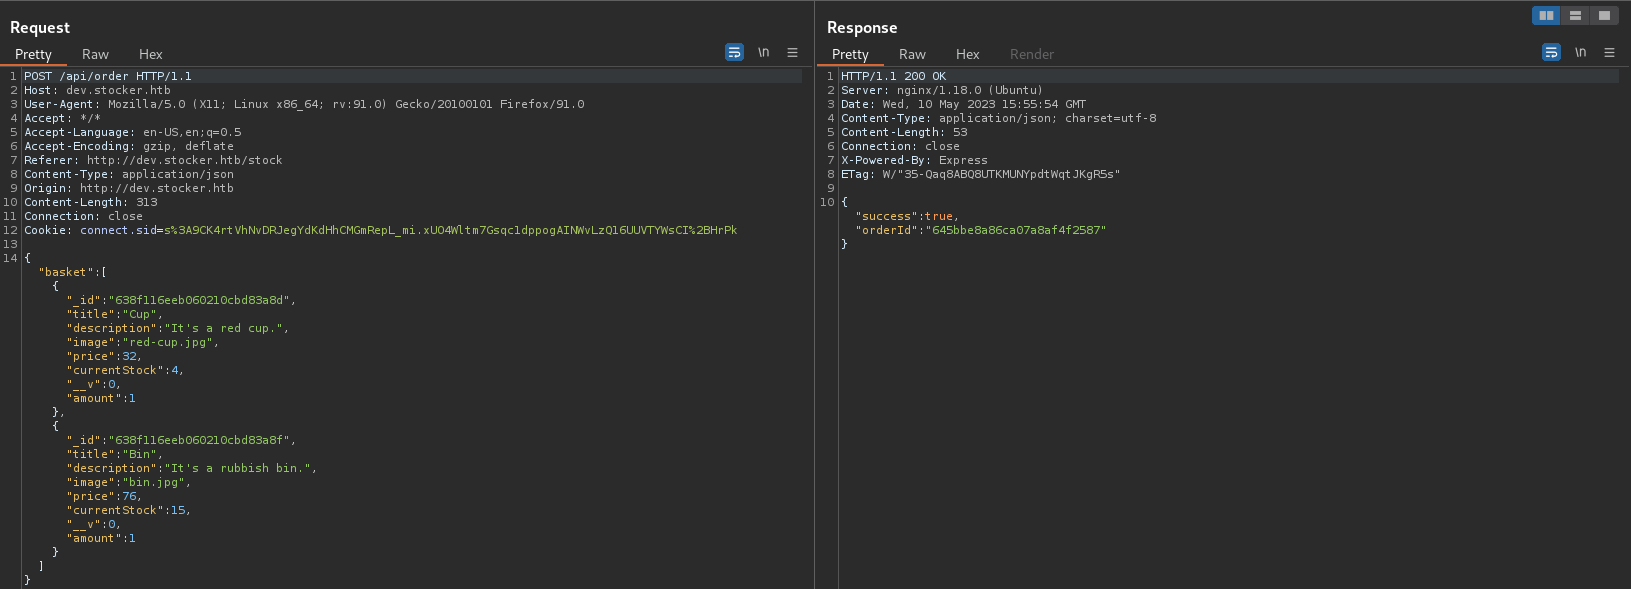 Request
Pretty Raw Hex
\n
1 POST /api/order HTTP/1.1
2 Host: dev.stocker.htb
3 User-Agent: Mozilla/5.0 (X11; Linux x86_64; rv:91.0) Gecko/20100101 Firefox/91.0
4 Accept: */*
5 Accept-Language: en-US,en;q=0.5
6 Accept-Encoding: gzip, deflate
7 Referer: http://dev.stocker.htb/stock
8 Content-Type: application/json
9 Origin: http://dev.stocker.htb
10 Content-Length: 313
11 Connection: close
12 Cookie: connect.sid=s%3A9CK4rtVhNvDRJegYdKdHhCMGmRepL_mi.xUO4Wltm7Gsqc1dppogAINWvLzQ16UUVTYWsCI%2BHrPk
13
14 {
"basket":[
{
"_id":"638f116eeb060210cbd83a8d",
"title":"Cup",
"description":"It's a red cup.",
"image":"red-cup.jpg",
"price":32,
"currentStock":4,
"__v":0,
"amount":1
},
{
"_id":"638f116eeb060210cbd83a8f",
"title":"Bin",
"description":"It's a rubbish bin.",
"image":"bin.jpg",
"price":76,
"currentStock":15,
"__v":0,
"amount":1
}
]
}
Response
Pretty Raw Hex Render
\n
1 HTTP/1.1 200 OK
2 Server: nginx/1.18.0 (Ubuntu)
3 Date: Wed, 10 May 2023 15:55:54 GMT
4 Content-Type: application/json; charset=utf-8
5 Content-Length: 53
6 Connection: close
7 X-Powered-By: Express
8 ETag: W/"35-Qaq8ABQ8UTKMUNYpdtWqtJKgR5s"
9
10 {
"success":true,
"orderId":"645bbe8a86ca07a8af4f2587"
}